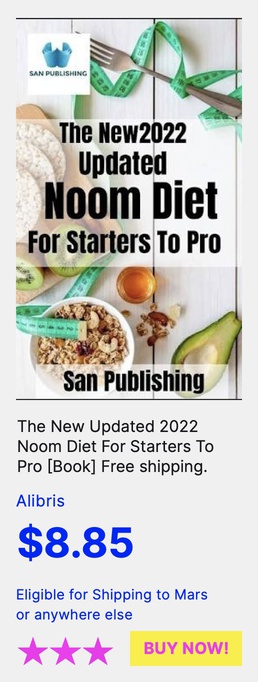 SAN PUBLISHING
The New2022
Updated
Noom Diet
For Starters To Pro
San Publishing
The New Updated 2022
Noom Diet For Starters To
Pro [Book] Free shipping.
Alibris
$8.85
Eligible for Shipping to Mars
or anywhere else
BUY NOW!